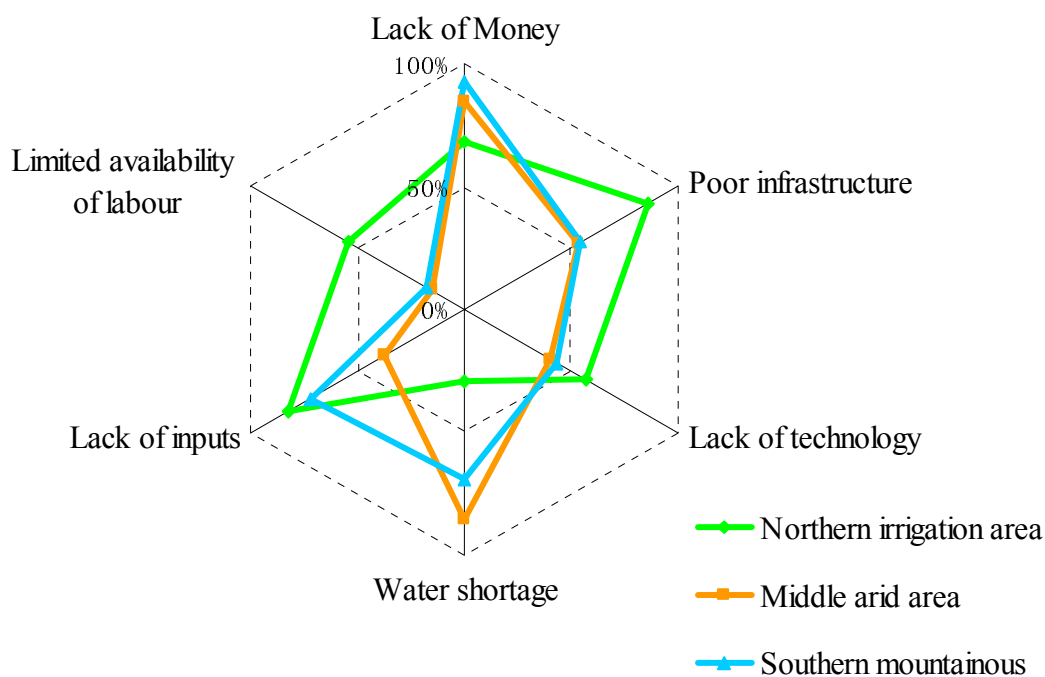 Lack of Money
100%
Limited availability
of labour
Poor infrastructure
50%
0%
Lack of inputs
Lack of technology
Water shortage
Northern irrigation area
Middle arid area
Southern mountainous